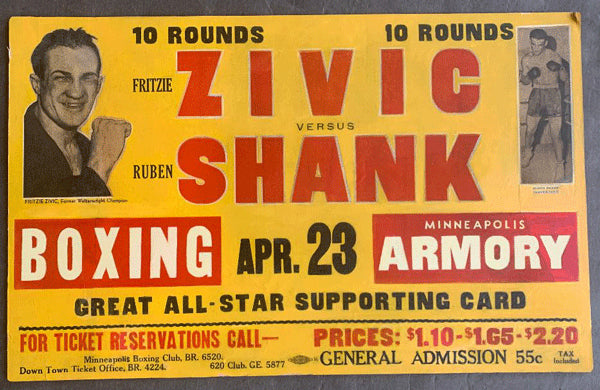 10 ROUNDS 10 ROUNDS
FRITZIE ZIVIC
VERSUS
RUBEN SHANK
FRITZIE ZIVIC, Former Welterweight Champion
BOXING APR. 23 MINNEAPOLIS ARMORY
GREAT ALL-STAR SUPPORTING CARD
FOR TICKET RESERVATIONS CALL—
Minneapolis Boxing Club, BR. 6520.
Down Town Ticket Office, BR. 4224. 620 Club, GE. 5877
PRICES: $1.10-$1.65-$2.20
GENERAL ADMISSION 55c TAX Included